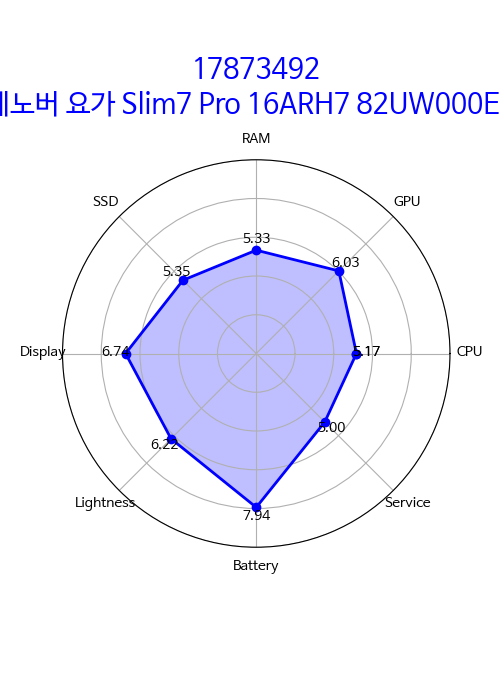 17873492
노버 요가 Slim7 Pro 16ARH7 82UW000E
RAM
SSD
GPU
5.33
6.03
5.35
Display
6.74
5.17
CPU
6.22
5.00
Lightness
7.94
Service
Battery